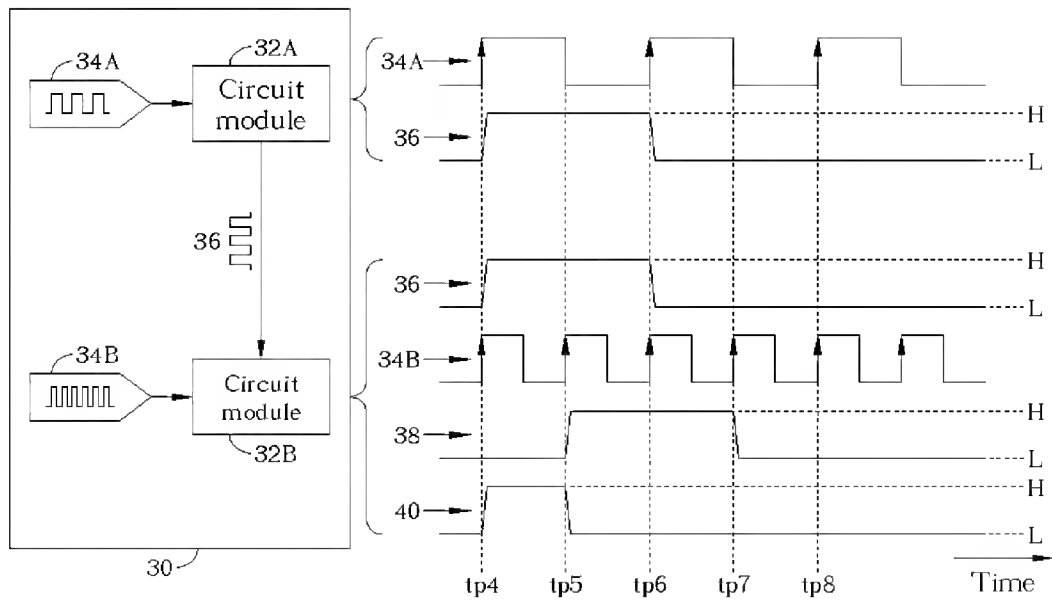 34A
32A
Circuit
module
36
34B
Circuit
module
32B
30
34A
36
H
L
36
H
L
34B
38
H
L
40
H
L
tp4 tp5 tp6 tp7 tp8
Time